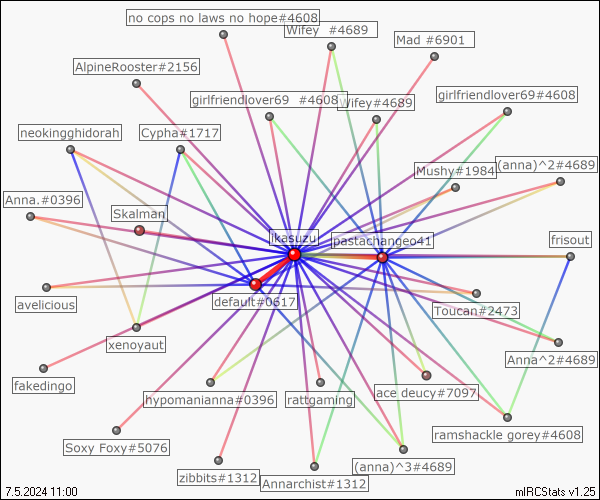 no cops no laws no hope#4608
Wifey #4689
Mad #6901
AlpineRooster#2156
girlfriendlover69 #4608
Wifey#4689
girlfriendlover69#4608
neokingghidorah
Cypha#1717
Mushy#1984
(anna)^2#4689
Anna.#0396
Skalman
ikasuzu
pastachangeo41
frisout
avelicious
default#0617
Toucan#2473
xenoyaut
Anna^2#4689
fakedingo
hypomanianna#0396
rattgaming
ace deucy#7097
Soxy Foxy#5076
ramshackle gorey#4608
zibbits#1312
Annarchist#1312
(anna)^3#4689
7.5.2024 11:00
mIRCStats v1.25